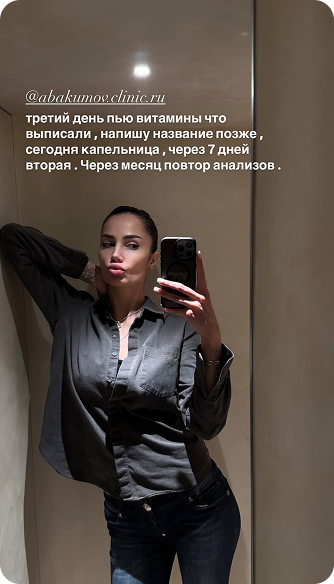 @abakumov.clinic.ru
третий день пью витамины что
выписали , напишу название позже ,
сегодня капельница , через 7 дней
вторая . Через месяц повтор анализов .